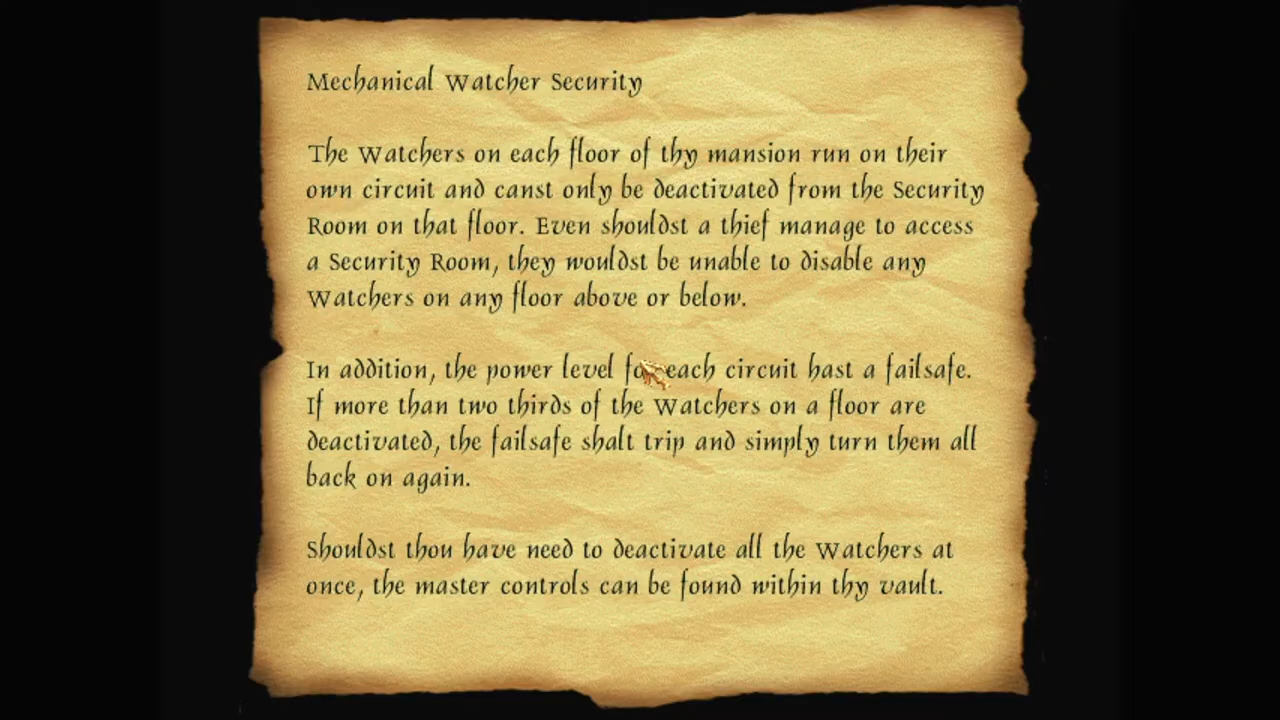 Mechanical Watcher Security
The Watchers on each floor of thy mansion run on their
own circuit and canst only be deactivated from the Security
Room on that floor. Even shouldst a thief manage to access
a Security Room, they wouldst be unable to disable any
Watchers on any floor above or below.
In addition, the power level for each circuit hast a failsafe.
If more than two thirds of the Watchers on a floor are
deactivated, the failsafe shalt trip and simply turn them all
back on again.
Shouldst thou have need to deactivate all the Watchers at
once, the master controls can be found within thy vault.